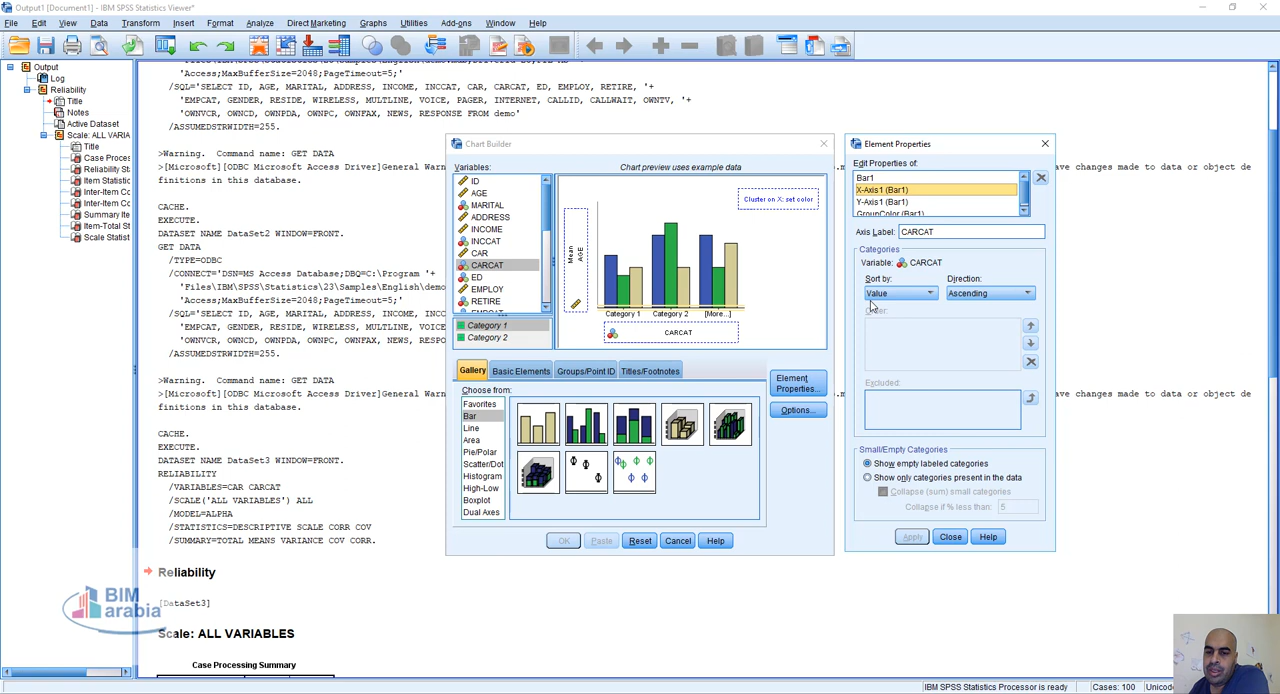 Output1 [Document1] - IBM SPSS Statistics Viewer*
File Edit View Data Transform Insert Format Analyze Direct Marketing Graphs Utilities Add-ons Window Help
Output
Log
Reliability
Title
Notes
Active Dataset
Scale: ALL VARIA
Title
Case Proces
Reliability St
Item Statistic
Inter-Item Co
Inter-Item Co
Summary Ite
Item-Total St
Scale Statist
'Access;MaxBufferSize=2048;PageTimeout=5;'
/SQL='SELECT ID, AGE, MARITAL, ADDRESS, INCOME, INCCAT, CAR, CARCAT, ED, EMPLOY, RETIRE, '+
'EMPCAT, GENDER, RESIDE, WIRELESS, MULTLINE, VOICE, PAGER, INTERNET, CALLID, CALLWAIT, OWNTV, '+
'OWNVCR, OWNCD, OWNPDA, OWNPC, OWNFAX, NEWS, RESPONSE FROM demo'
/ASSUMEDSTRWIDTH=255.
>Warning. Command name: GET DATA
>[Microsoft][ODBC Microsoft Access Driver]General War
ave changes made to data or object de
finitions in this database.
CACHE.
EXECUTE.
DATASET NAME DataSet2 WINDOW=FRONT.
GET DATA
/TYPE=ODBC
/CONNECT='DSN=MS Access Database;DBQ=C:\Program '+
'Files\IBM\SPSS\Statistics\23\Samples\English\demo
'Access;MaxBufferSize=2048;PageTimeout=5;'
/SQL='SELECT ID, AGE, MARITAL, ADDRESS, INCOME, INCC
'EMPCAT, GENDER, RESIDE, WIRELESS, MULTLINE, VOICE,
'OWNVCR, OWNCD, OWNPDA, OWNPC, OWNFAX, NEWS, RESPON
/ASSUMEDSTRWIDTH=255.
>Warning. Command name: GET DATA
>[Microsoft][ODBC Microsoft Access Driver]General War
ave changes made to data or object de
finitions in this database.
CACHE.
EXECUTE.
DATASET NAME DataSet3 WINDOW=FRONT.
RELIABILITY
/VARIABLES=CAR CARCAT
/SCALE('ALL VARIABLES') ALL
/MODEL=ALPHA
/STATISTICS=DESCRIPTIVE SCALE CORR COV
/SUMMARY=TOTAL MEANS VARIANCE COV CORR.
Reliability
[DataSet3]
Scale: ALL VARIABLES
Case Processing Summary
BIM
arabia
Chart Builder
Variables:
Chart preview uses example data
ID
AGE
MARITAL
ADDRESS
INCOME
INCCAT
CAR
CARCAT
ED
EMPLOY
RETIRE
Category 1
Category 2
Cluster on X: set color
Mean
AGE
Category 1 Category 2 [More...]
CARCAT
Gallery Basic Elements Groups/Point ID Titles/Footnotes
Element
Properties...
Options...
Choose from:
Favorites
Bar
Line
Area
Pie/Polar
Scatter/Dot
Histogram
High-Low
Boxplot
Dual Axes
OK Paste Reset Cancel Help
Element Properties
Edit Properties of:
Bar1
X-Axis1 (Bar1)
Y-Axis1 (Bar1)
GroupColor (Bar1)
Axis Label: CARCAT
Categories
Variable: CARCAT
Sort by: Direction:
Value Ascending
Order:
Excluded:
Small/Empty Categories
Show empty labeled categories
Show only categories present in the data
Collapse (sum) small categories
Collapse if % less than: 5
Apply Close Help
IBM SPSS Statistics Processor is ready Cases: 100 Unicod